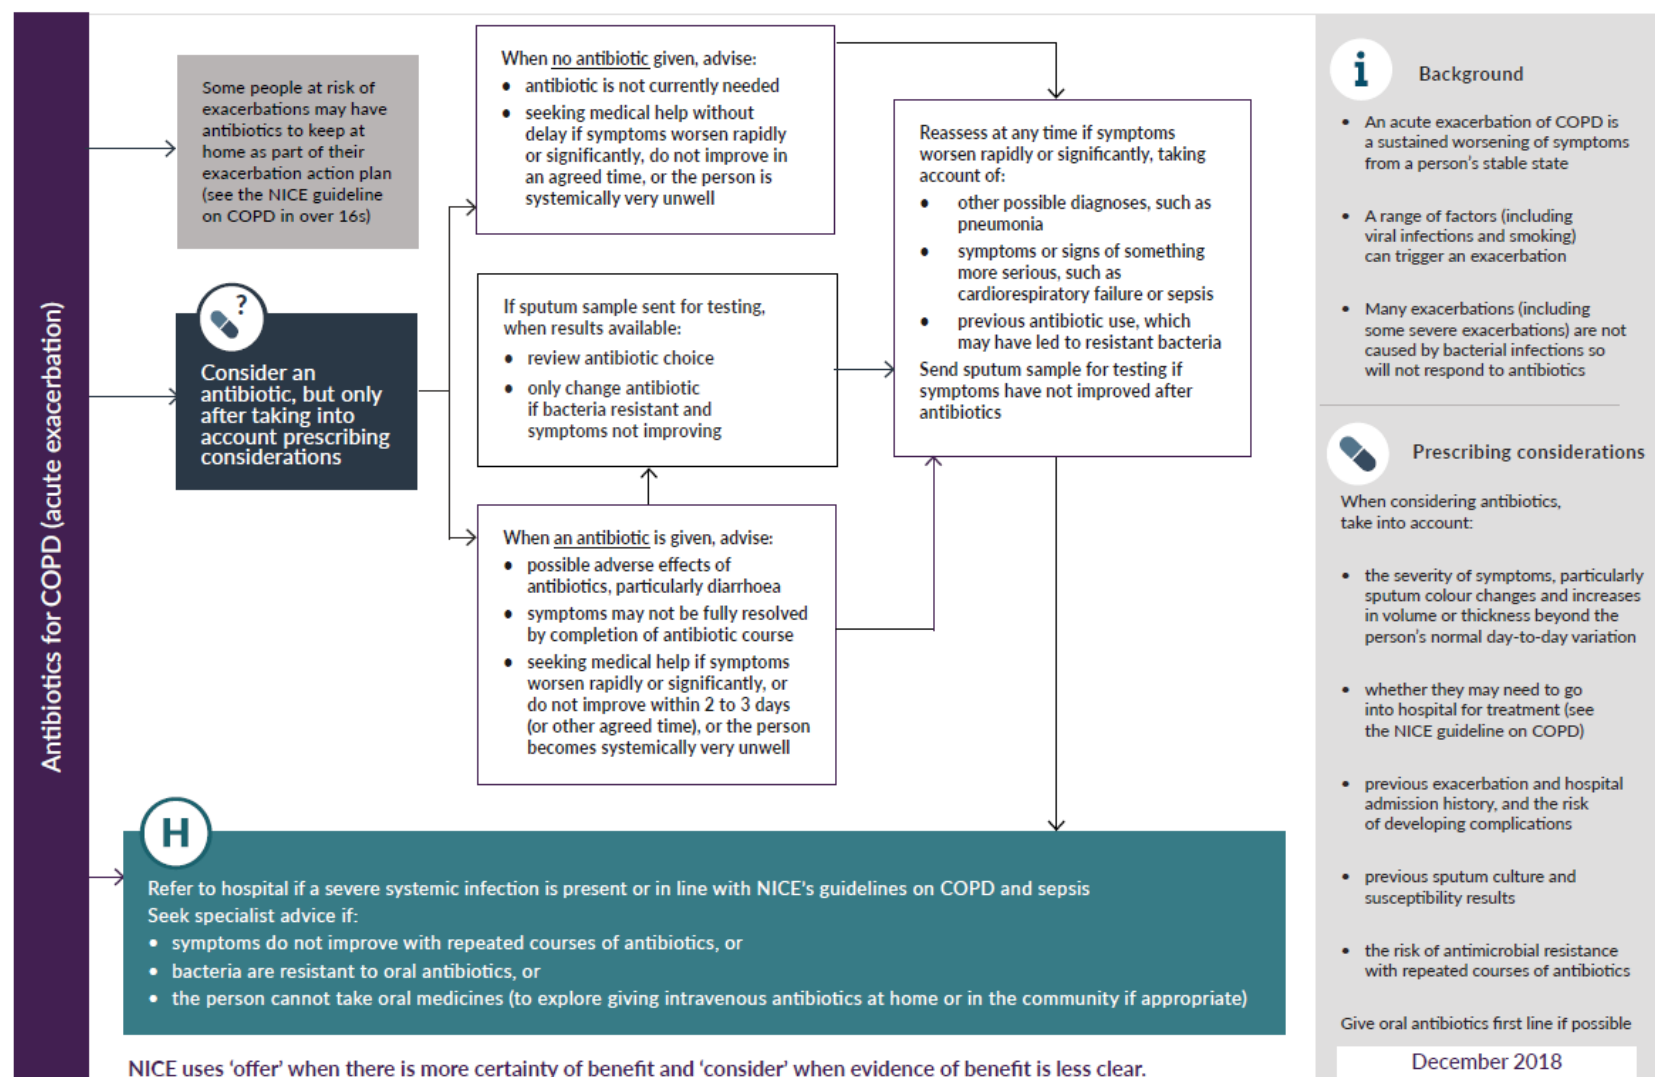 Antibiotics for COPD (acute exacerbation)
Some people at risk of
exacerbations may have
antibiotics to keep at
home as part of their
exacerbation action plan
(see the NICE guideline
on COPD in over 16s)
?
Consider an
antibiotic, but only
after taking into
account prescribing
considerations
When no antibiotic given, advise:
• antibiotic is not currently needed
• seeking medical help without
delay if symptoms worsen rapidly
or significantly, do not improve in
an agreed time, or the person is
systemically very unwell
If sputum sample sent for testing,
when results available:
• review antibiotic choice
• only change antibiotic
if bacteria resistant and
symptoms not improving
When an antibiotic is given, advise:
• possible adverse effects of
antibiotics, particularly diarrhoea
• symptoms may not be fully resolved
by completion of antibiotic course
• seeking medical help if symptoms
worsen rapidly or significantly, or
do not improve within 2 to 3 days
(or other agreed time), or the person
becomes systemically very unwell
Reassess at any time if symptoms
worsen rapidly or significantly, taking
account of:
• other possible diagnoses, such as
pneumonia
• symptoms or signs of something
more serious, such as
cardiorespiratory failure or sepsis
• previous antibiotic use, which
may have led to resistant bacteria
Send sputum sample for testing if
symptoms have not improved after
antibiotics
H
Refer to hospital if a severe systemic infection is present or in line with NICE's guidelines on COPD and sepsis
Seek specialist advice if:
• symptoms do not improve with repeated courses of antibiotics, or
• bacteria are resistant to oral antibiotics, or
• the person cannot take oral medicines (to explore giving intravenous antibiotics at home or in the community if appropriate)
NICE uses 'offer' when there is more certainty of benefit and 'consider' when evidence of benefit is less clear.
i
Background
• An acute exacerbation of COPD is
a sustained worsening of symptoms
from a person's stable state
• A range of factors (including
viral infections and smoking)
can trigger an exacerbation
• Many exacerbations (including
some severe exacerbations) are not
caused by bacterial infections so
will not respond to antibiotics
Prescribing considerations
When considering antibiotics,
take into account:
• the severity of symptoms, particularly
sputum colour changes and increases
in volume or thickness beyond the
person's normal day-to-day variation
• whether they may need to go
into hospital for treatment (see
the NICE guideline on COPD)
• previous exacerbation and hospital
admission history, and the risk
of developing complications
• previous sputum culture and
susceptibility results
• the risk of antimicrobial resistance
with repeated courses of antibiotics
Give oral antibiotics first line if possible
December 2018